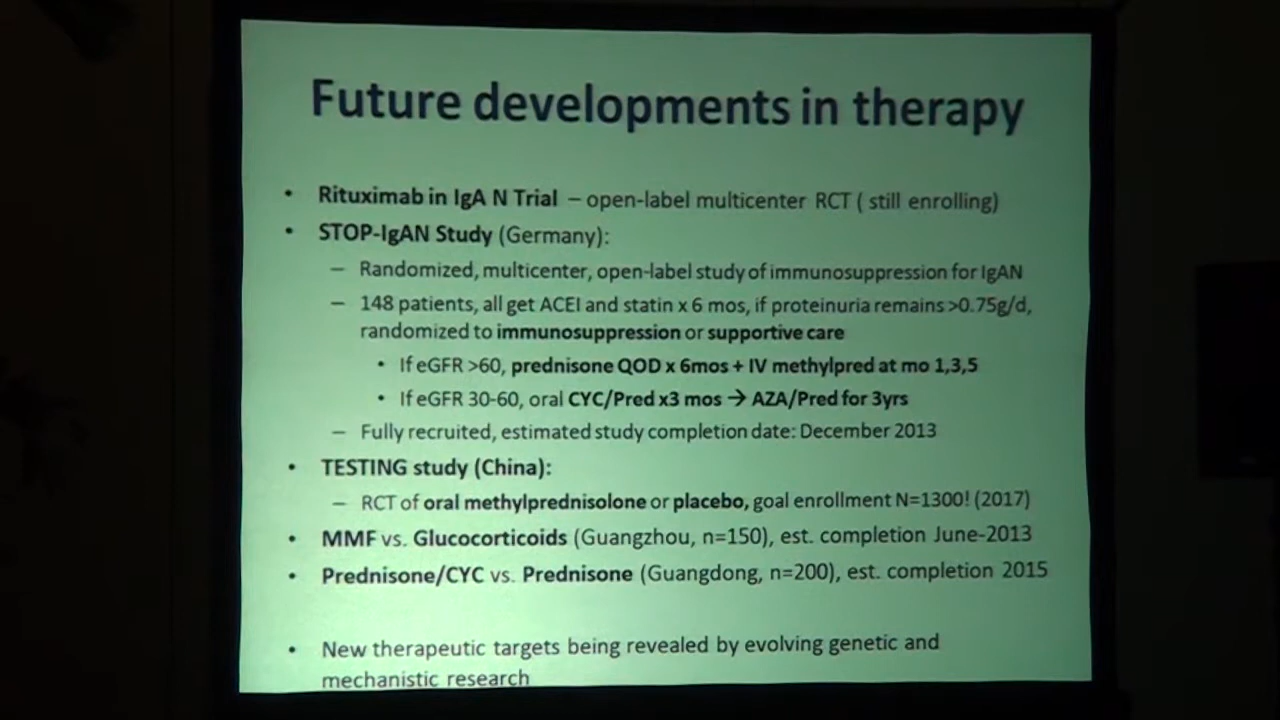 Future developments in therapy
• Rituximab in IgA N Trial – open-label multicenter RCT ( still enrolling)
• STOP-IgAN Study (Germany):
– Randomized, multicenter, open-label study of immunosuppression for IgAN
– 148 patients, all get ACEI and statin x 6 mos, if proteinuria remains >0.75g/d,
randomized to immunosuppression or supportive care
• If eGFR >60, prednisone QOD x 6mos + IV methylpred at mo 1,3,5
• If eGFR 30-60, oral CYC/Pred x3 mos → AZA/Pred for 3yrs
– Fully recruited, estimated study completion date: December 2013
• TESTING study (China):
– RCT of oral methylprednisolone or placebo, goal enrollment N=1300! (2017)
• MMF vs. Glucocorticoids (Guangzhou, n=150), est. completion June-2013
• Prednisone/CYC vs. Prednisone (Guangdong, n=200), est. completion 2015
• New therapeutic targets being revealed by evolving genetic and
mechanistic research